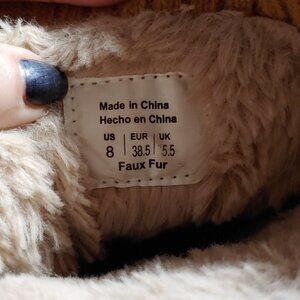 Made in China
Hecho en China
US | EUR | UK
8 | 38.5 | 5.5
Faux Fur